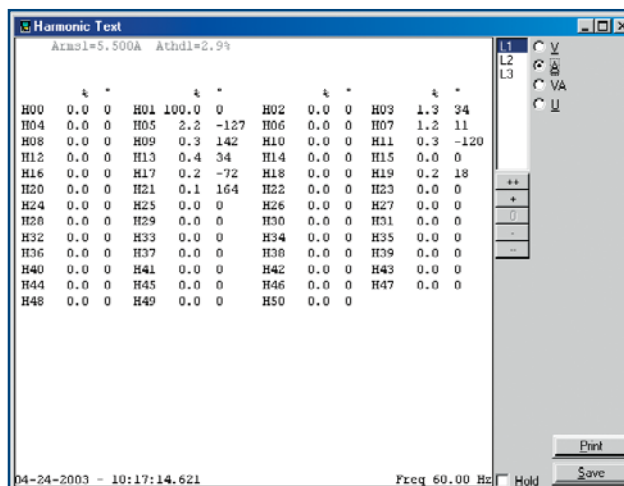 Harmonic Text
Arms1=5.500A Athd1=2.9%
% ° % ° % ° % °
H00 0.0 0 H01 100.0 0 H02 0.0 0 H03 1.3 34
H04 0.0 0 H05 2.2 -127 H06 0.0 0 H07 1.2 11
H08 0.0 0 H09 0.3 142 H10 0.0 0 H11 0.3 -120
H12 0.0 0 H13 0.4 34 H14 0.0 0 H15 0.0 0
H16 0.0 0 H17 0.2 -72 H18 0.0 0 H19 0.2 18
H20 0.0 0 H21 0.1 164 H22 0.0 0 H23 0.0 0
H24 0.0 0 H25 0.0 0 H26 0.0 0 H27 0.0 0
H28 0.0 0 H29 0.0 0 H30 0.0 0 H31 0.0 0
H32 0.0 0 H33 0.0 0 H34 0.0 0 H35 0.0 0
H36 0.0 0 H37 0.0 0 H38 0.0 0 H39 0.0 0
H40 0.0 0 H41 0.0 0 H42 0.0 0 H43 0.0 0
H44 0.0 0 H45 0.0 0 H46 0.0 0 H47 0.0 0
H48 0.0 0 H49 0.0 0 H50 0.0 0
04-24-2003 - 10:17:14.621 Freq 60.00 Hz
L1
L2
L3
V
A
VA
U
++
+
0
-
--
Hold
Print
Save